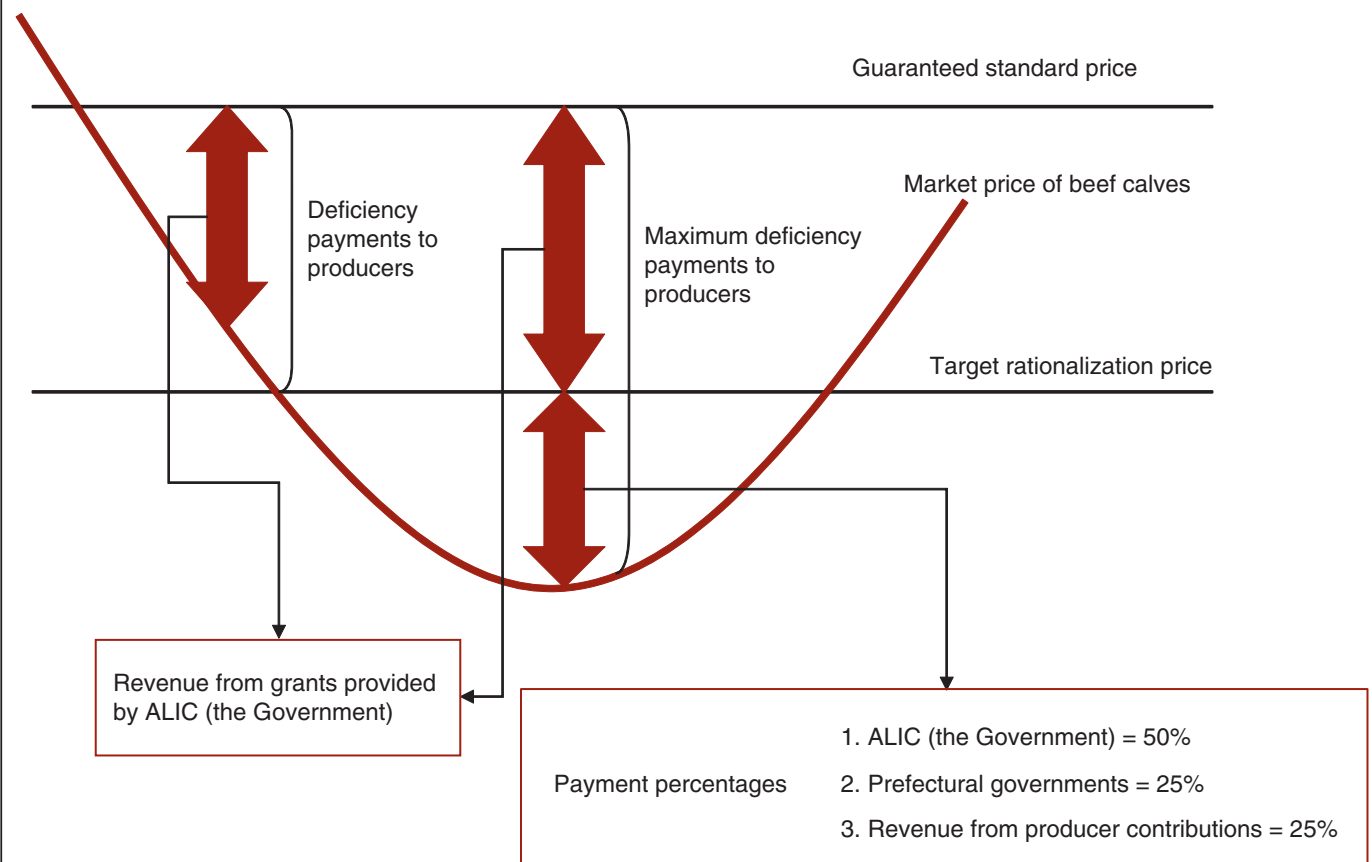 Guaranteed standard price
Market price of beef calves
Deficiency
payments to
producers
Maximum deficiency
payments to
producers
Target rationalization price
Revenue from grants provided
by ALIC (the Government)
Payment percentages
1. ALIC (the Government) = 50%
2. Prefectural governments = 25%
3. Revenue from producer contributions = 25%